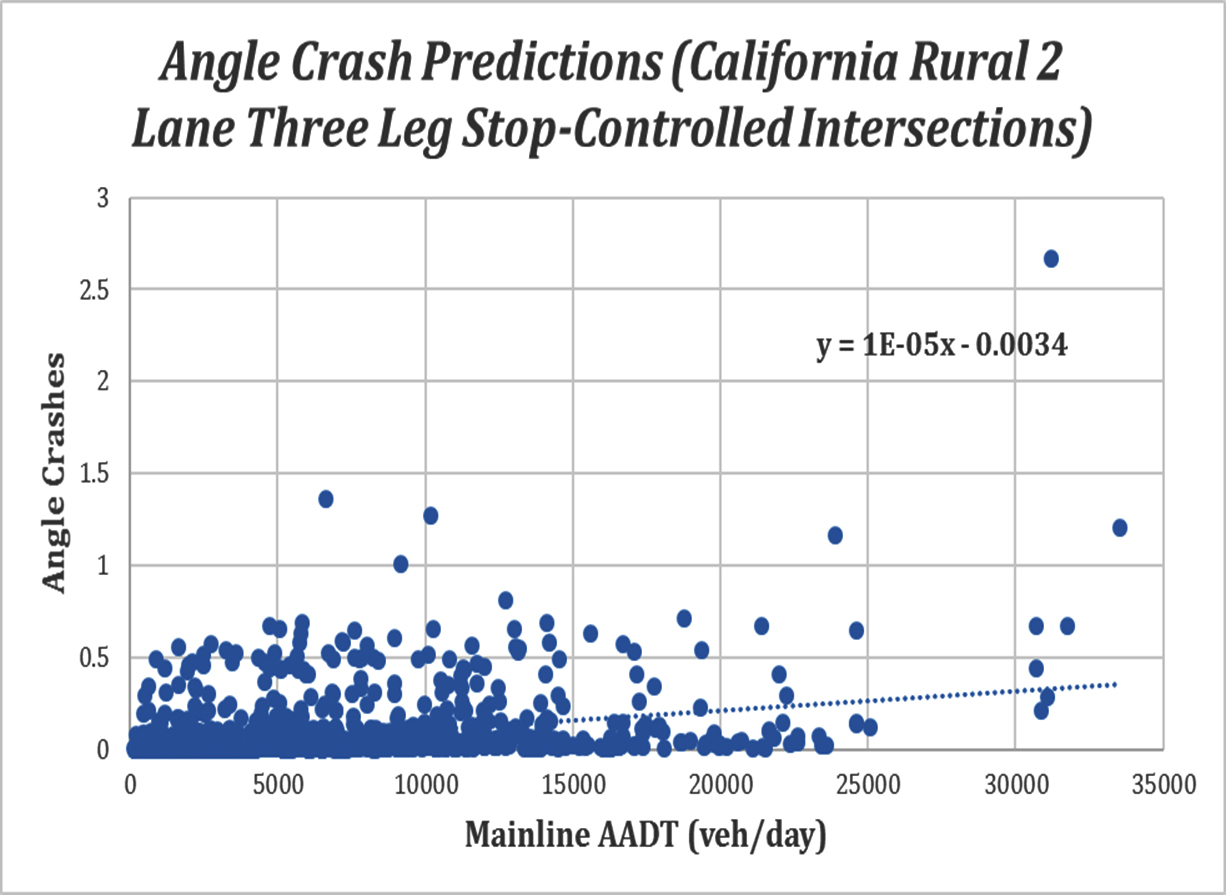 Angle Crash Predictions (California Rural 2
Lane Three Leg Stop-Controlled Intersections)
3
2.5
2
1.5
1
0.5
0
Angle Crashes
y = 1E-05x - 0.0034
0 5000 10000 15000 20000 25000 30000 35000
Mainline AADT (veh/day)